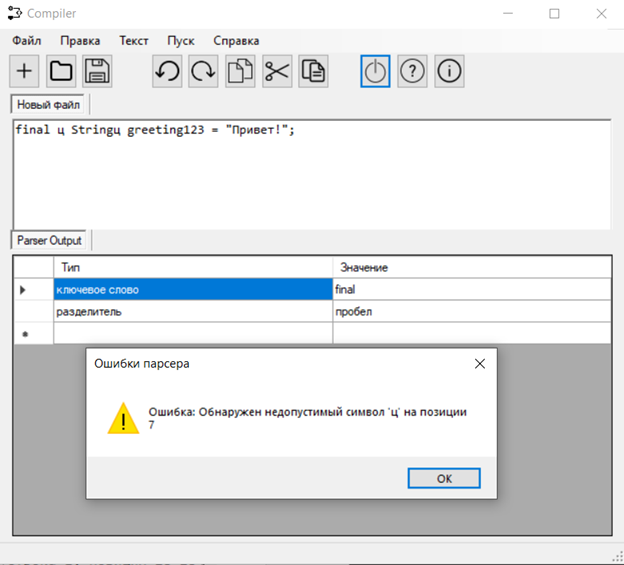 Compiler
Файл Правка Текст Пуск Справка
Новый файл
final ц Stringц greeting123 = "Привет!";
Parser Output
Тип Значение
ключевое слово final
разделитель пробел
Ошибки парсера
Ошибка: Обнаружен недопустимый символ 'ц' на позиции
7
OK